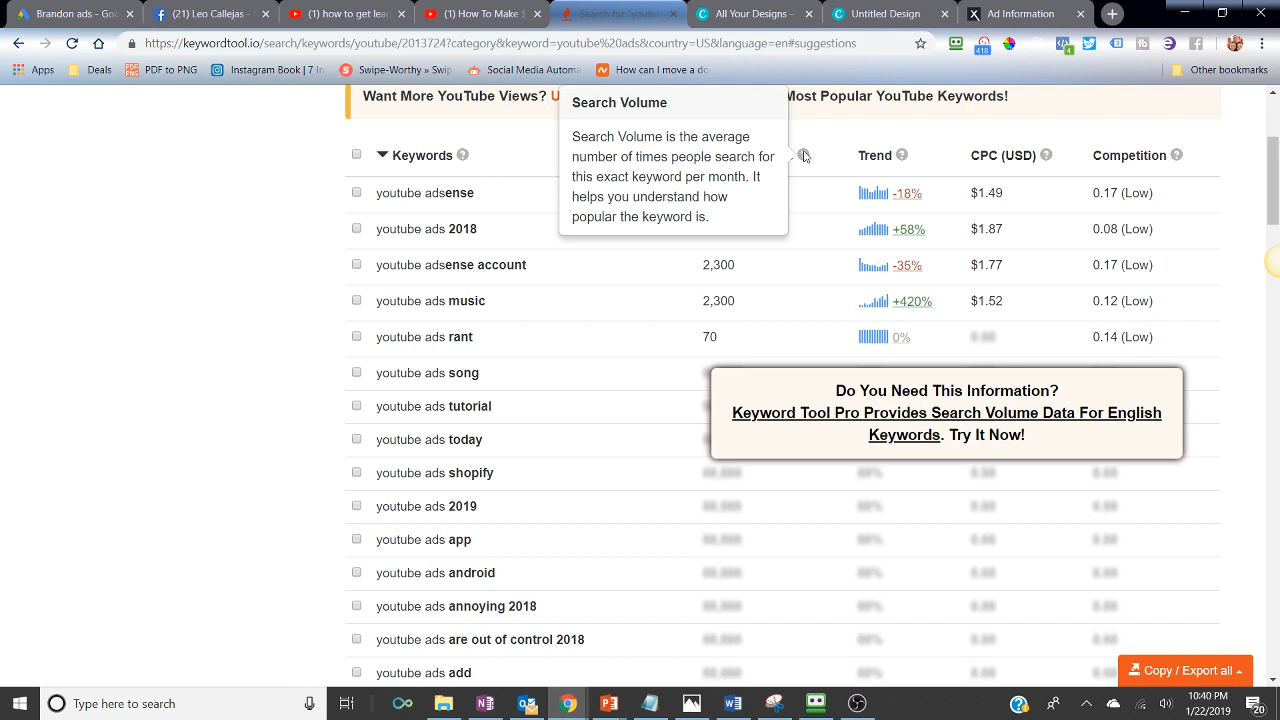 Brandon ads - Goo
(21) Leo Callejas -
(1) how to get
(1) How To Make
Search for "youtu
All Your Designs –
Untitled Design
Ad Information
https://keywordtool.io/search/keywords/youtube/2013724?category&keyword=youtube%20ads&country=US&language=en#suggestions
418
4
Apps
Deals
PDF to PNG
Instagram Book | 7 In
Swipe-Worthy » Swip
Social Media Automa
How can I move a do
Other bookmarks
Want More YouTube Views?
Most Popular YouTube Keywords!
Search Volume
Search Volume is the average
number of times people search for
this exact keyword per month. It
helps you understand how
popular the keyword is.
Keywords
Trend
CPC (USD)
Competition
youtube adsense -18% $1.49 0.17 (Low)
youtube ads 2018 +58% $1.87 0.08 (Low)
youtube adsense account 2,300 -35% $1.77 0.17 (Low)
youtube ads music 2,300 +420% $1.52 0.12 (Low)
youtube ads rant 70 0% 0.14 (Low)
youtube ads song
Do You Need This Information?
Keyword Tool Pro Provides Search Volume Data For English
Keywords. Try It Now!
youtube ads tutorial
youtube ads today
youtube ads shopify
youtube ads 2019
youtube ads app
youtube ads android
youtube ads annoying 2018
youtube ads are out of control 2018
youtube ads add
Copy / Export all
Type here to search
10:40 PM
1/22/2019
20